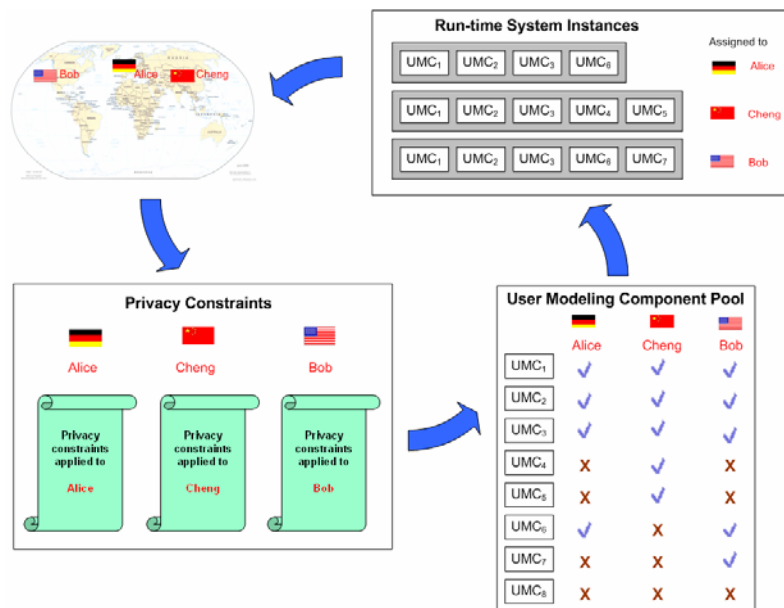 Bob
Alice
Cheng
Run-time System Instances
Assigned to
UMC1 UMC2 UMC3 UMC6
Alice
UMC1 UMC2 UMC3 UMC4 UMC5
Cheng
UMC1 UMC2 UMC3 UMC6 UMC7
Bob
Privacy Constraints
Alice Cheng Bob
Privacy
constraints
applied to
Alice
Privacy
constraints
applied to
Cheng
Privacy
constraints
applied to
Bob
User Modeling Component Pool
Alice Cheng Bob
UMC1
UMC2
UMC3
UMC4 X X
UMC5 X X
UMC6 X
UMC7 X X
UMC8 X X X